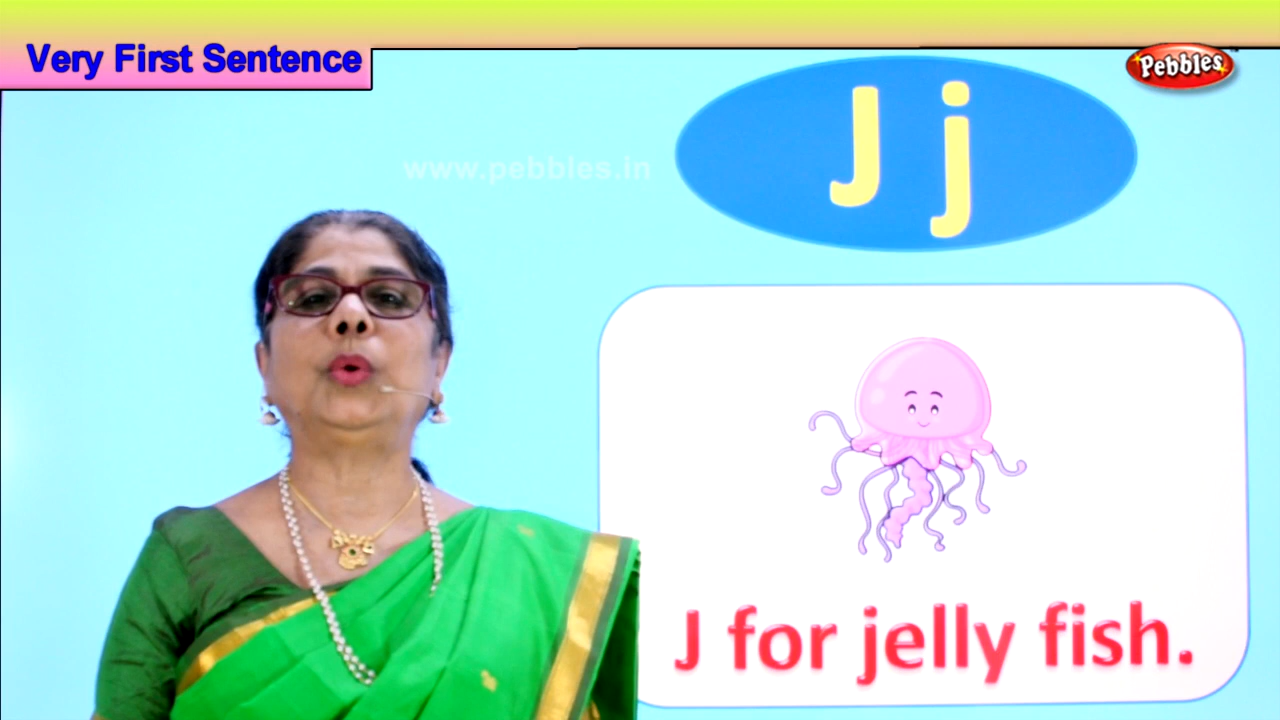 Very First Sentence
Pebbles
J j
www.pebbles.in
J for jelly fish.